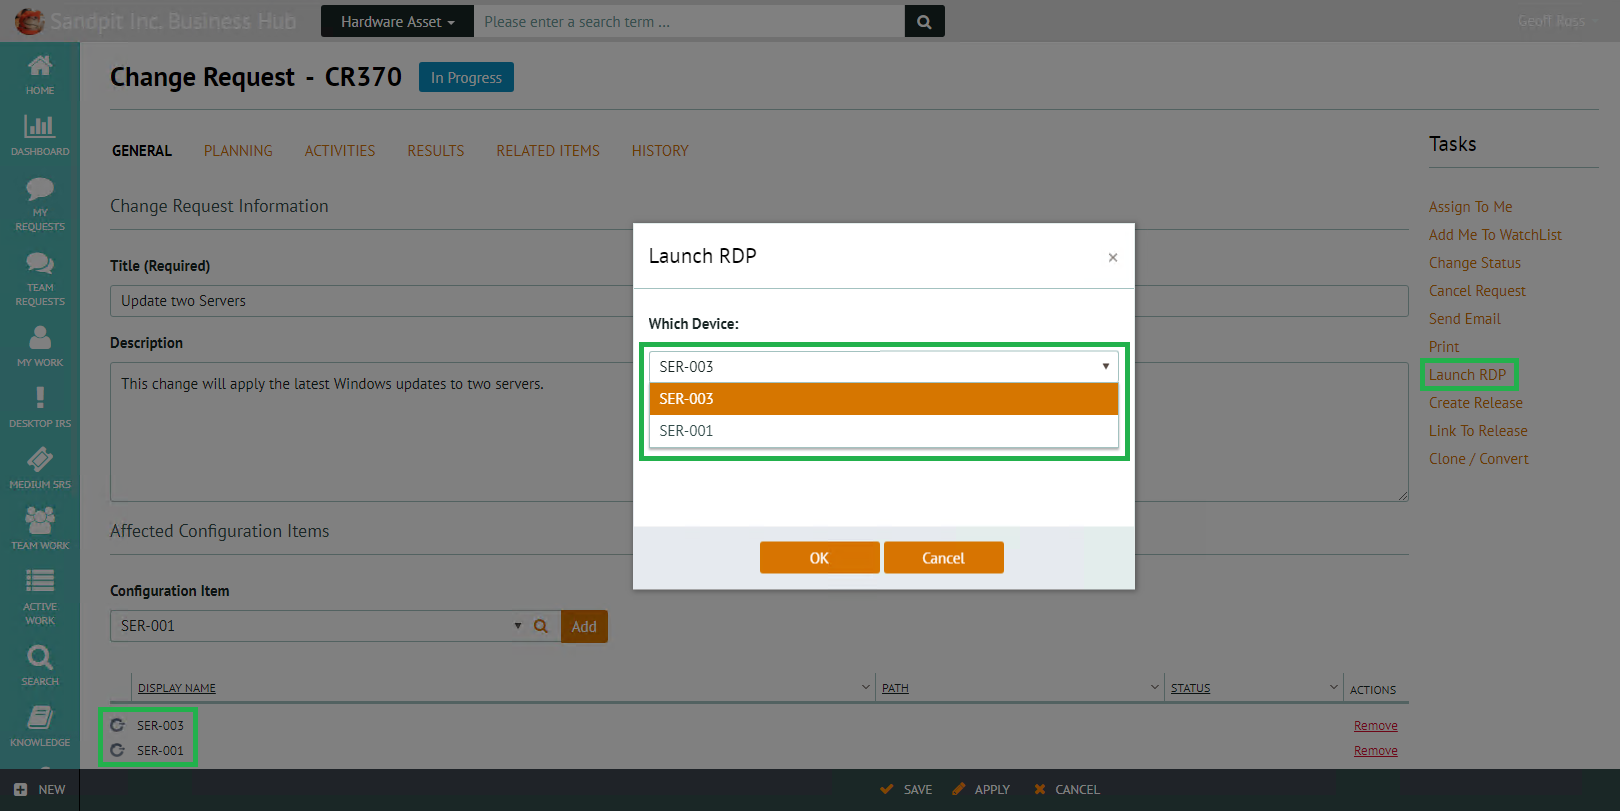 Sandpit Inc. Business Hub
Hardware Asset
Please enter a search term ...
Geoff Ross
HOME
DASHBOARD
MY
REQUESTS
TEAM
REQUESTS
MY WORK
DESKTOP IRS
MEDIUM SRS
TEAM WORK
ACTIVE
WORK
SEARCH
KNOWLEDGE
NEW
Change Request - CR370
In Progress
GENERAL
PLANNING
ACTIVITIES
RESULTS
RELATED ITEMS
HISTORY
Change Request Information
Title (Required)
Update two Servers
Description
This change will apply the latest Windows updates to two servers.
Affected Configuration Items
Configuration Item
SER-001
Add
DISPLAY NAME
PATH
STATUS
ACTIONS
SER-003
Remove
SER-001
Remove
Launch RDP
×
Which Device:
SER-003
SER-003
SER-001
OK
Cancel
Tasks
Assign To Me
Add Me To WatchList
Change Status
Cancel Request
Send Email
Print
Launch RDP
Create Release
Link To Release
Clone / Convert
SAVE
APPLY
CANCEL